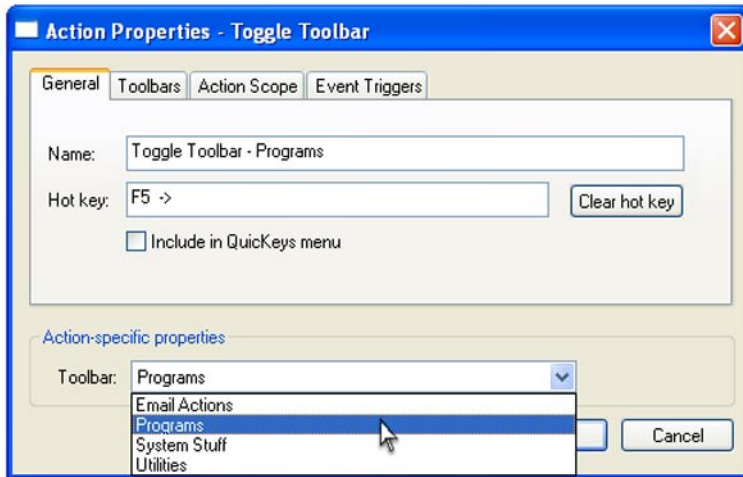 Action Properties - Toggle Toolbar
General Toolbars Action Scope Event Triggers
Name: Toggle Toolbar - Programs
Hot key: F5 -> Clear hot key
Include in QuicKeys menu
Action-specific properties
Toolbar: Programs
Email Actions
Programs
Cancel
System Stuff
Utilities